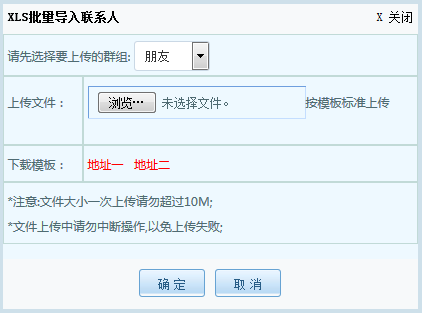 XLS批量导入联系人 X 关闭
请先选择要上传的群组: 朋友
上传文件： 浏览… 未选择文件。 按模板标准上传
下载模板： 地址一 地址二
*注意:文件大小一次上传请勿超过10M;
*文件上传中请勿中断操作,以免上传失败;
确 定 取 消